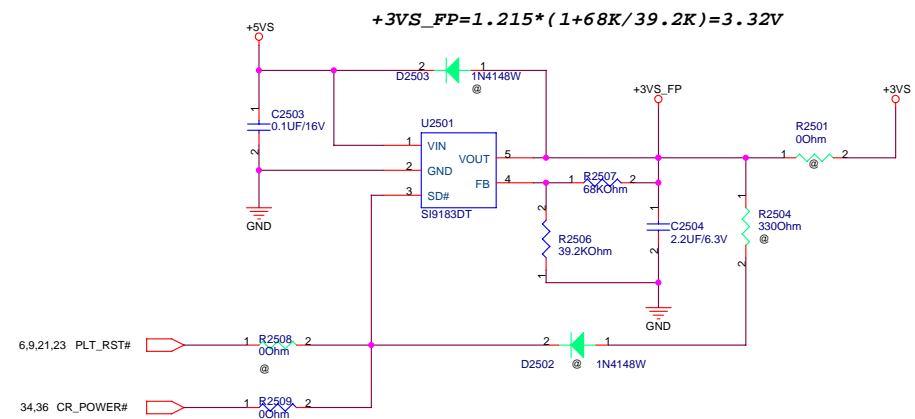 +3VS_FP=1.215*(1+68K/39.2K)=3.32V
+5VS
2 1
D2503 1N4148W
@
+3VS_FP
+3VS
1
C2503
0.1UF/16V
2
U2501
1 VIN
VOUT 5
2 GND
FB 4
3 SD#
SI9183DT
R2501
0Ohm
1 2
@
1 R2507 2
68KOhm
2
R2506
39.2KOhm
1
1
C2504
2.2UF/6.3V
2
1
R2504
330Ohm
@
2
GND
GND
6,9,21,23 PLT_RST#
1 R2508 2
0Ohm
@
2 1
D2502 @ 1N4148W
34,36 CR_POWER#
1 R2509 2
0Ohm